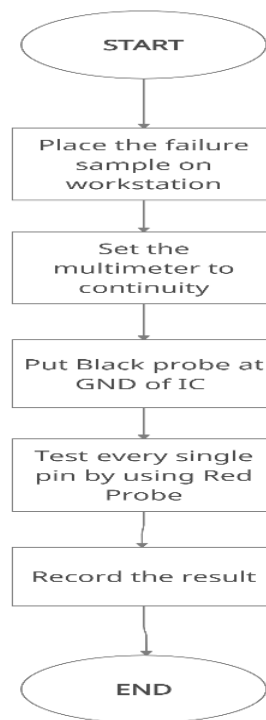 START
Place the failure
sample on
workstation
Set the
multimeter to
continuity
Put Black probe at
GND of IC
Test every single
pin by using Red
Probe
Record the result
END